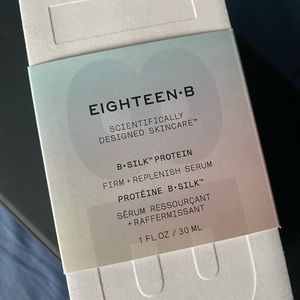 EIGHTEEN·B
SCIENTIFICALLY
DESIGNED SKINCARE™
B·SILK™ PROTEIN
FIRM + REPLENISH SERUM
PROTÉINE B·SILK™
SÉRUM RESSOURÇANT
+ RAFFERMISSANT
1 FL OZ / 30 ML